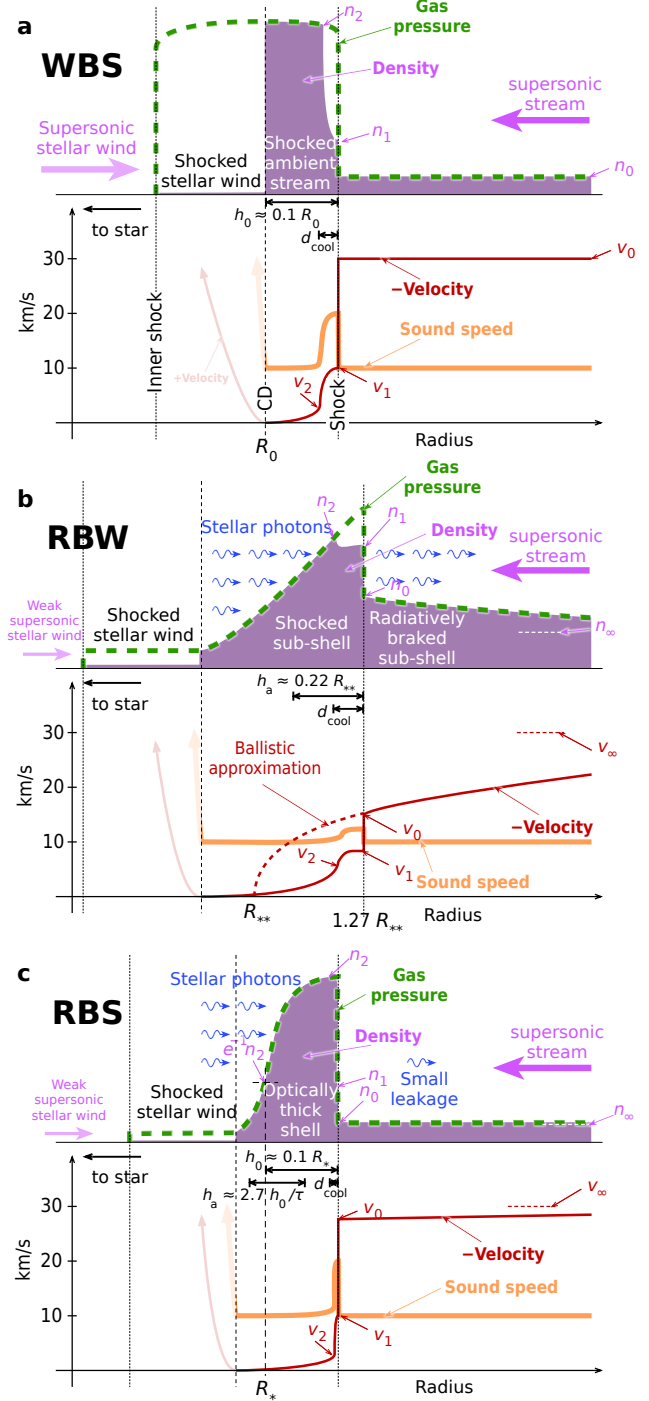 a
WBS
n2
Gas
pressure
Density
supersonic
stream
Supersonic
stellar wind
n1
Shocked
stellar wind
Shocked
ambient
stream
n0
h0 ≈ 0.1 R0
dcool
to star
30
20
10
km/s
v0
−Velocity
Sound speed
+Velocity
v2
v1
Inner shock
CD
Shock
R0
Radius
b
RBW
Gas
pressure
n2
Stellar photons
n1
Density
supersonic
stream
Weak
supersonic
stellar wind
Shocked
stellar wind
Shocked
sub-shell
n0
Radiatively
braked
sub-shell
n∞
ha ≈ 0.22 R**
dcool
to star
30
20
10
km/s
Ballistic
approximation
v∞
v0
−Velocity
v2
v1
Sound speed
R**
1.27 R**
Radius
c
RBS
n2
Stellar photons
Gas
pressure
e−1n2
Density
supersonic
stream
Weak
supersonic
stellar wind
Shocked
stellar wind
Optically
thick
shell
n1
n0
Small
leakage
n∞
h0 ≈ 0.1 R*
to star
ha ≈ 2.7 h0/τ
dcool
30
20
10
km/s
v0
v∞
−Velocity
Sound speed
v2
v1
R*
Radius